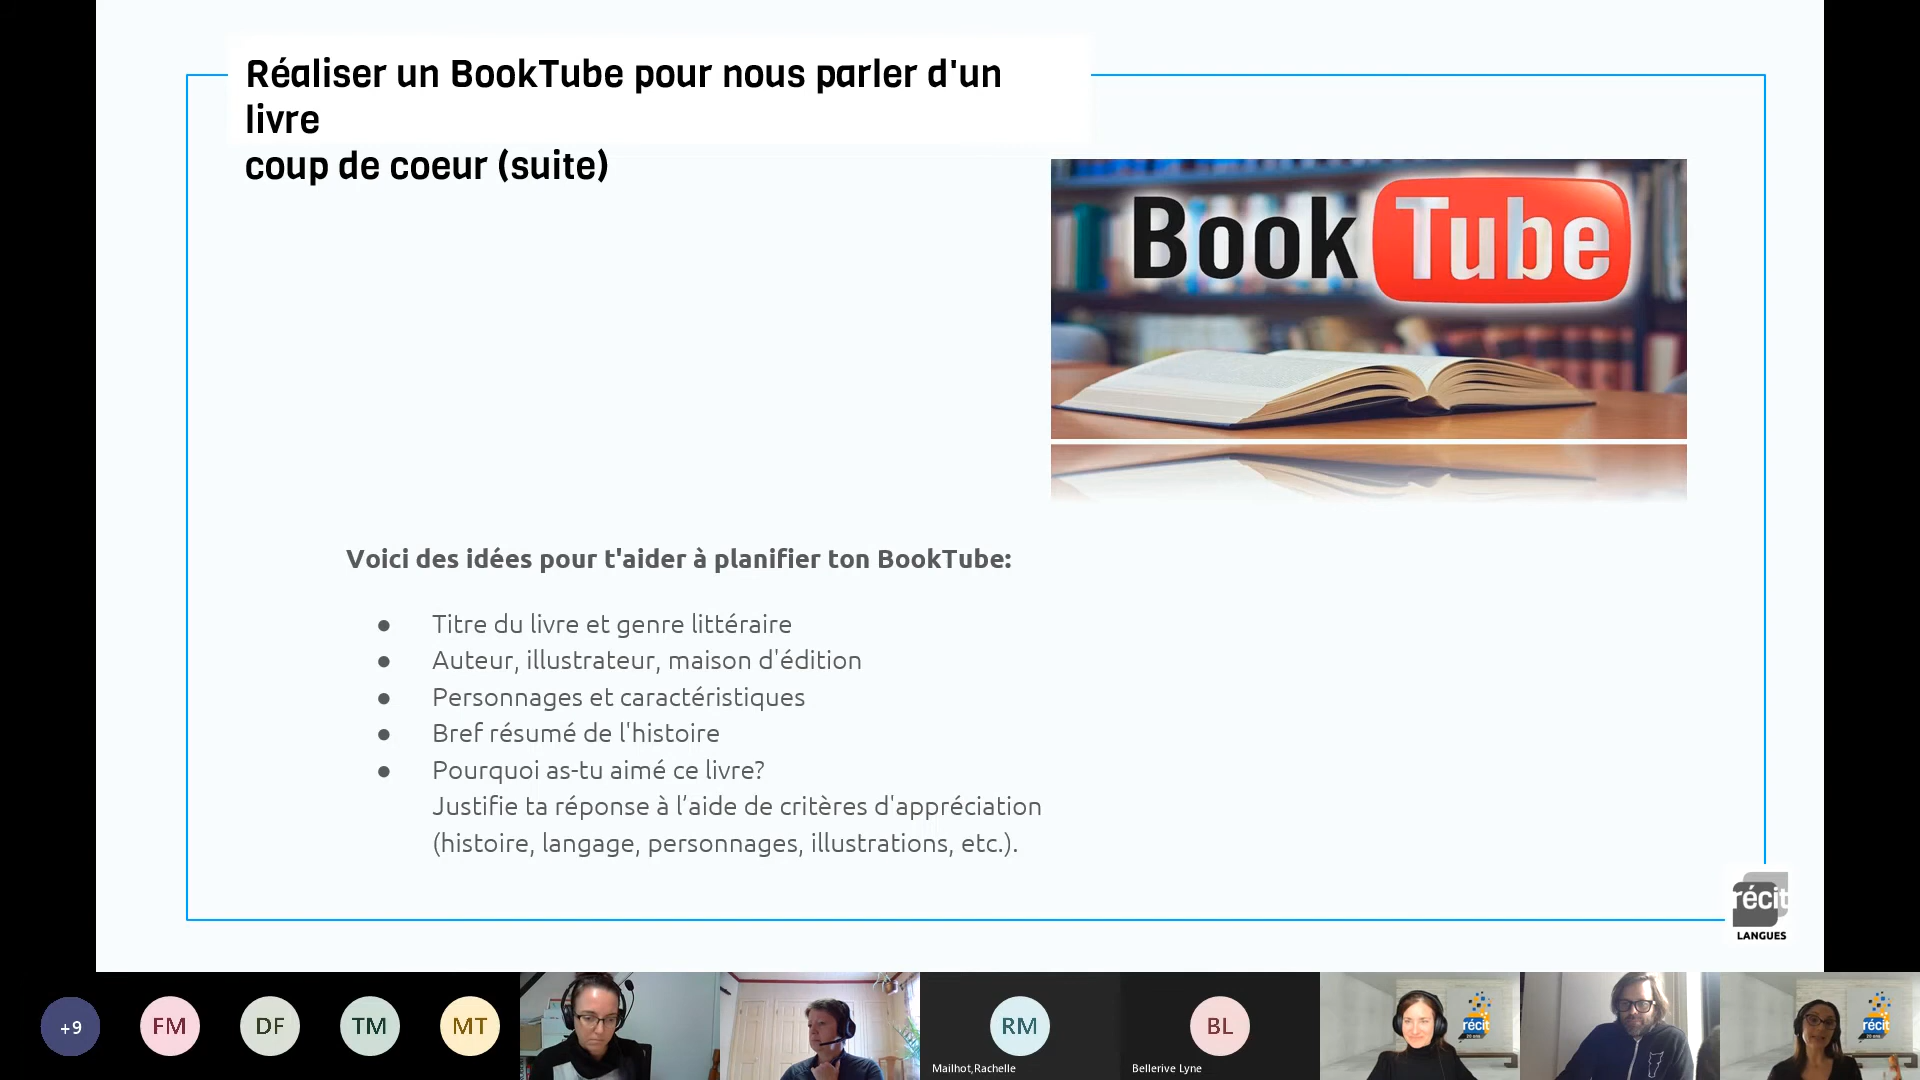 Réaliser un BookTube pour nous parler d'un
livre
coup de coeur (suite)
Book Tube
Voici des idées pour t'aider à planifier ton BookTube:
● Titre du livre et genre littéraire
● Auteur, illustrateur, maison d'édition
● Personnages et caractéristiques
● Bref résumé de l'histoire
● Pourquoi as-tu aimé ce livre?
Justifie ta réponse à l’aide de critères d'appréciation
(histoire, langage, personnages, illustrations, etc.).
récit
LANGUES
+9
FM
DF
TM
MT
RM
Mailhot,Rachelle
BL
Bellerive Lyne
récit
récit